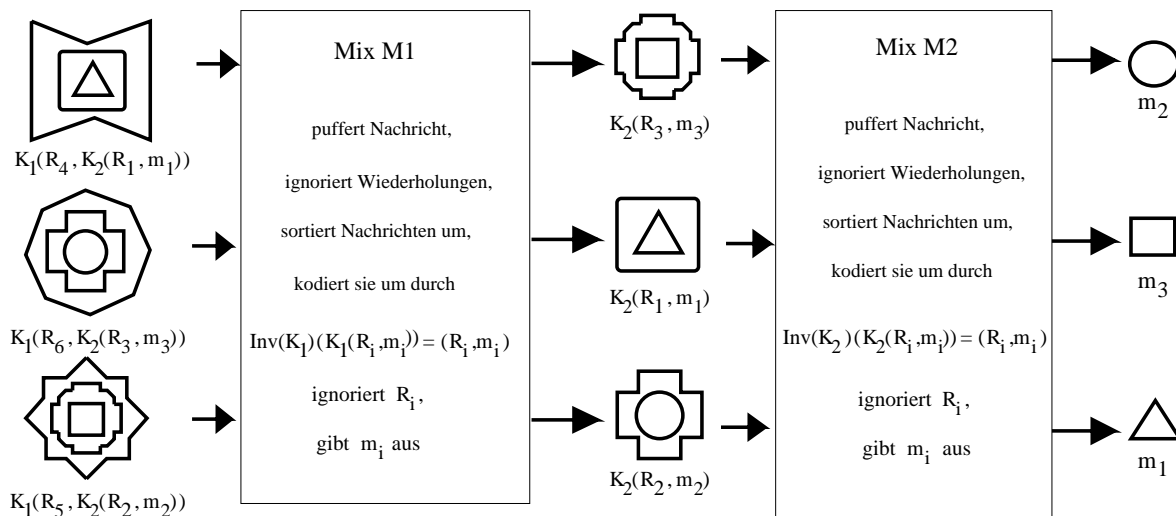 K1(R4, K2(R1, m1))
K1(R6, K2(R3, m3))
K1(R5, K2(R2, m2))
Mix M1
puffert Nachricht,
ignoriert Wiederholungen,
sortiert Nachrichten um,
kodiert sie um durch
Inv(K1)(K1(Ri,mi)) = (Ri,mi)
ignoriert Ri,
gibt mi aus
K2(R3, m3)
K2(R1, m1)
K2(R2, m2)
Mix M2
puffert Nachricht,
ignoriert Wiederholungen,
sortiert Nachrichten um,
kodiert sie um durch
Inv(K2)(K2(Ri,mi)) = (Ri,mi)
ignoriert Ri,
gibt mi aus
m2
m3
m1